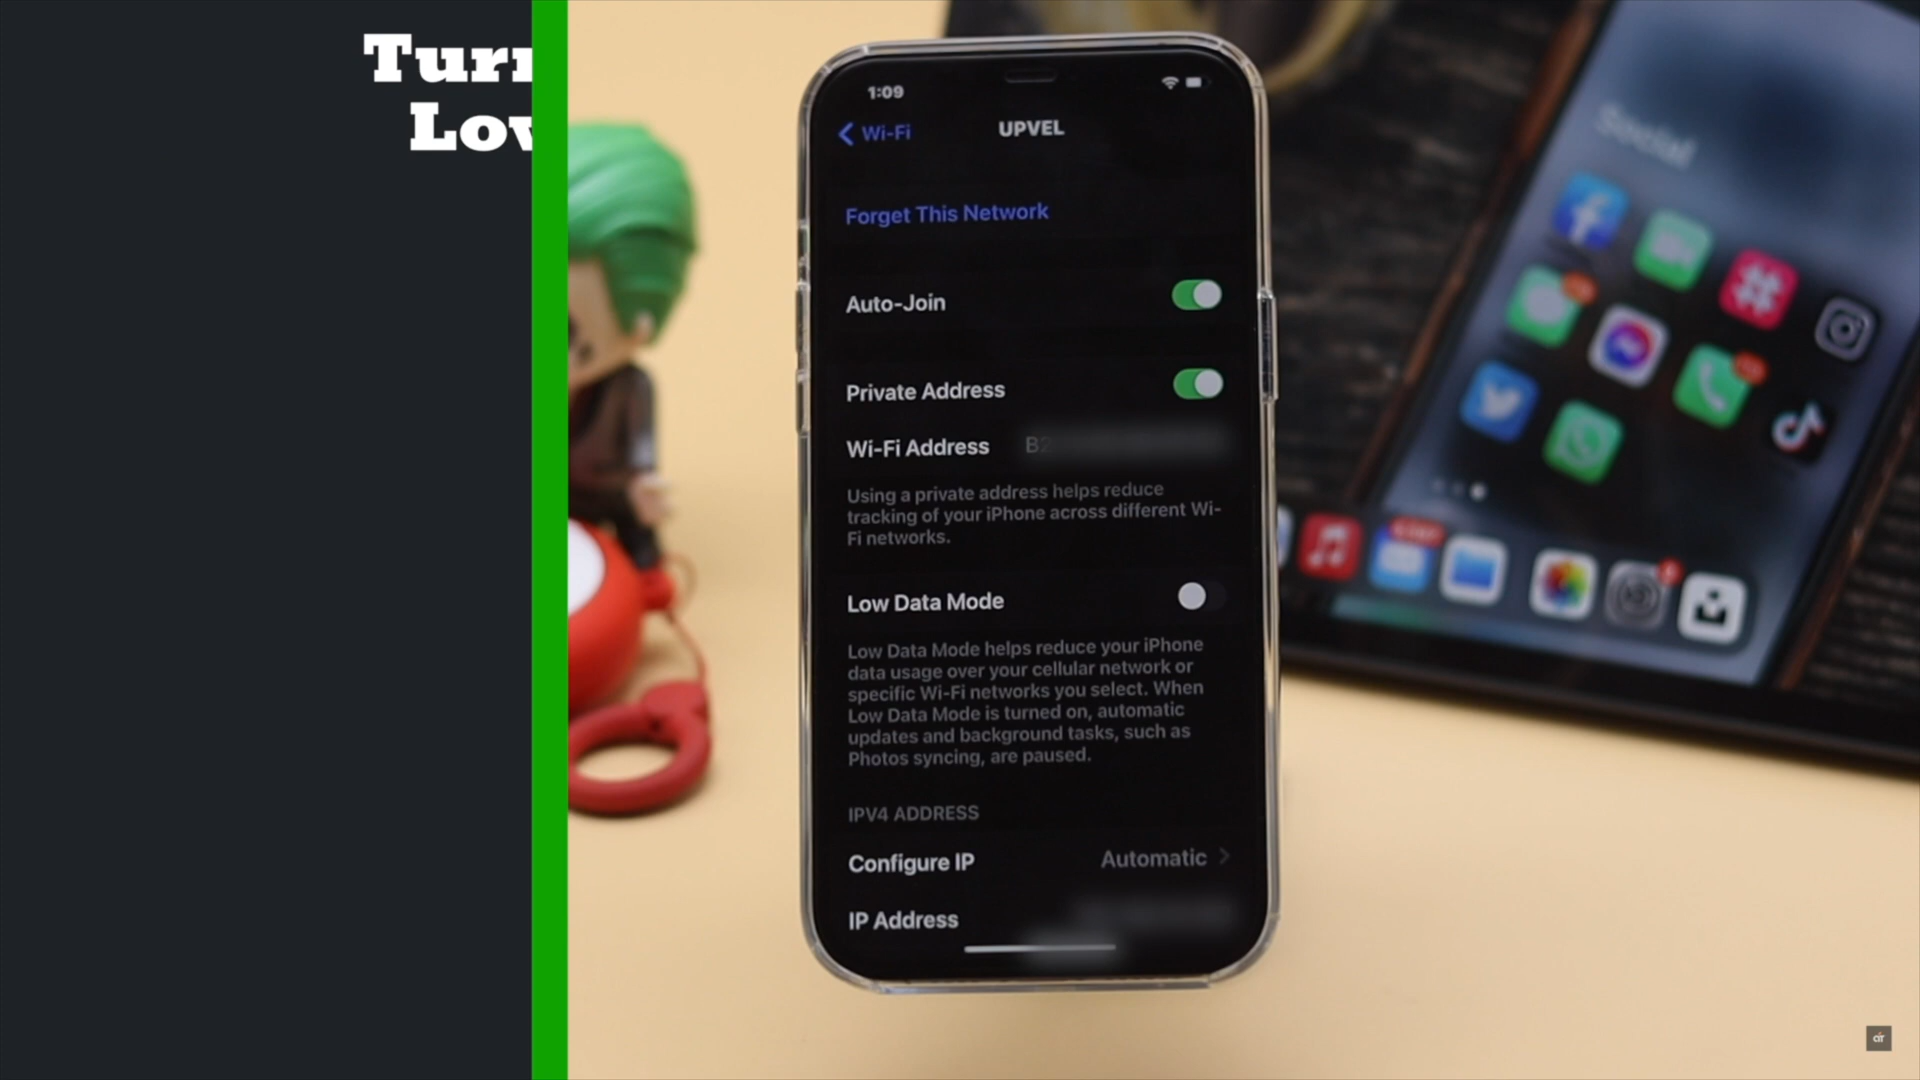 Turn
Low
1:09
Wi-Fi
UPVEL
Forget This Network
Auto-Join
Private Address
Wi-Fi Address B2
Using a private address helps reduce
tracking of your iPhone across different Wi-
Fi networks.
Low Data Mode
Low Data Mode helps reduce your iPhone
data usage over your cellular network or
specific Wi-Fi networks you select. When
Low Data Mode is turned on, automatic
updates and background tasks, such as
Photos syncing, are paused.
IPV4 ADDRESS
Configure IP Automatic
IP Address
Social